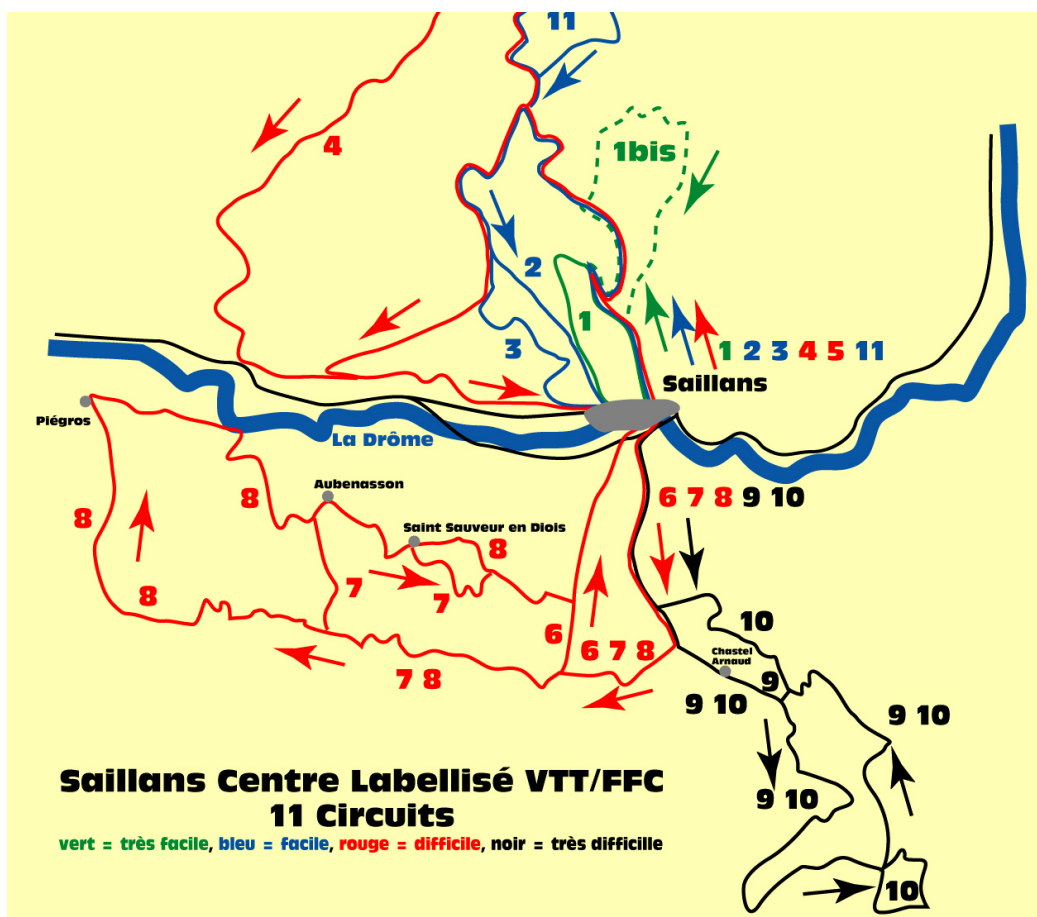 11
4
1bis
2
1
3
1 2 3 4 5 11
Saillans
Piégros
La Drôme
Aubenasson
8
6 7 8 9 10
8
Saint Sauveur en Diois
8
7
7
8
6
6 7 8
10
Chastel
Arnaud
9
7 8
9 10
9 10
Saillans Centre Labellisé VTT/FFC
11 Circuits
9 10
vert = très facile, bleu = facile, rouge = difficile, noir = très difficille
10